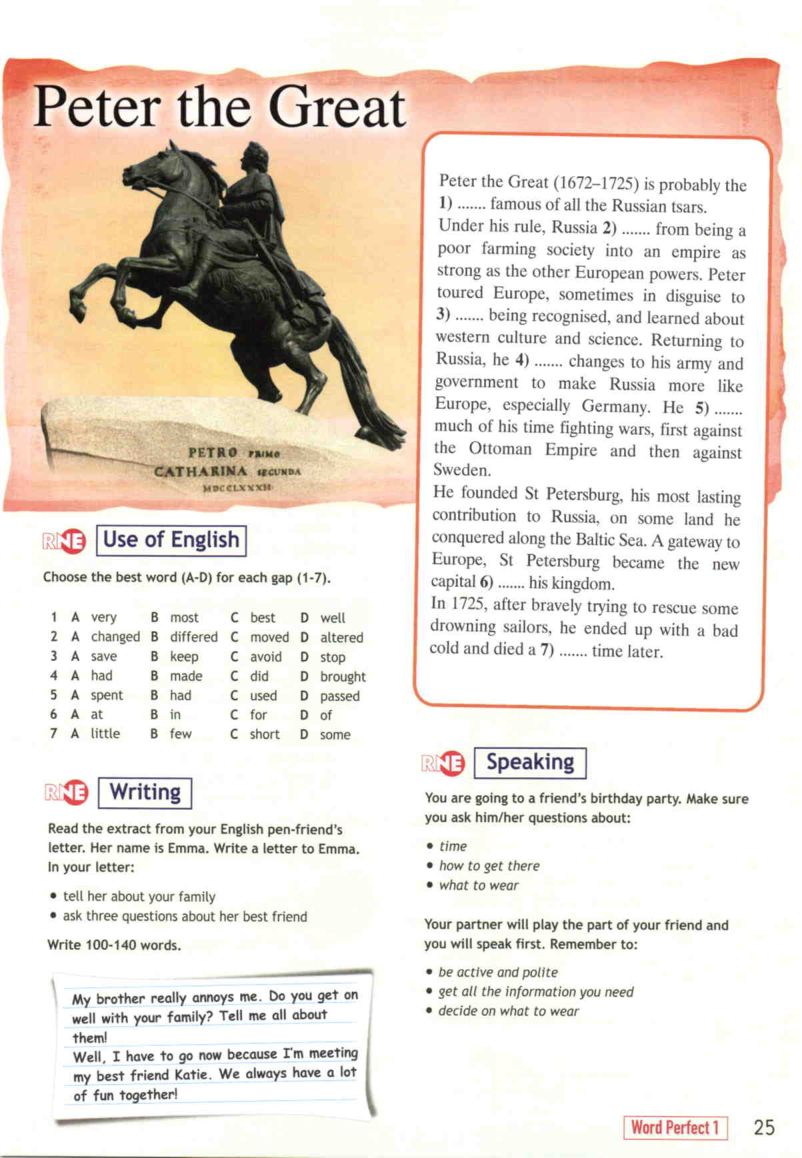 Peter the Great
PETRO PRIMO
CATHARINA SECUNDA
MDCCLXXXII
Peter the Great (1672–1725) is probably the
1) ....... famous of all the Russian tsars.
Under his rule, Russia 2) ....... from being a
poor farming society into an empire as
strong as the other European powers. Peter
toured Europe, sometimes in disguise to
3) ....... being recognised, and learned about
western culture and science. Returning to
Russia, he 4) ....... changes to his army and
government to make Russia more like
Europe, especially Germany. He 5) .......
much of his time fighting wars, first against
the Ottoman Empire and then against
Sweden.
He founded St Petersburg, his most lasting
contribution to Russia, on some land he
conquered along the Baltic Sea. A gateway to
Europe, St Petersburg became the new
capital 6) ....... his kingdom.
In 1725, after bravely trying to rescue some
drowning sailors, he ended up with a bad
cold and died a 7) ....... time later.
RNE Use of English
Choose the best word (A-D) for each gap (1-7).
1 A very B most C best D well
2 A changed B differed C moved D altered
3 A save B keep C avoid D stop
4 A had B made C did D brought
5 A spent B had C used D passed
6 A at B in C for D of
7 A little B few C short D some
RNE Writing
Read the extract from your English pen-friend's
letter. Her name is Emma. Write a letter to Emma.
In your letter:
• tell her about your family
• ask three questions about her best friend
Write 100-140 words.
My brother really annoys me. Do you get on
well with your family? Tell me all about
them!
Well, I have to go now because I'm meeting
my best friend Katie. We always have a lot
of fun together!
RNE Speaking
You are going to a friend's birthday party. Make sure
you ask him/her questions about:
• time
• how to get there
• what to wear
Your partner will play the part of your friend and
you will speak first. Remember to:
• be active and polite
• get all the information you need
• decide on what to wear
Word Perfect 1 25